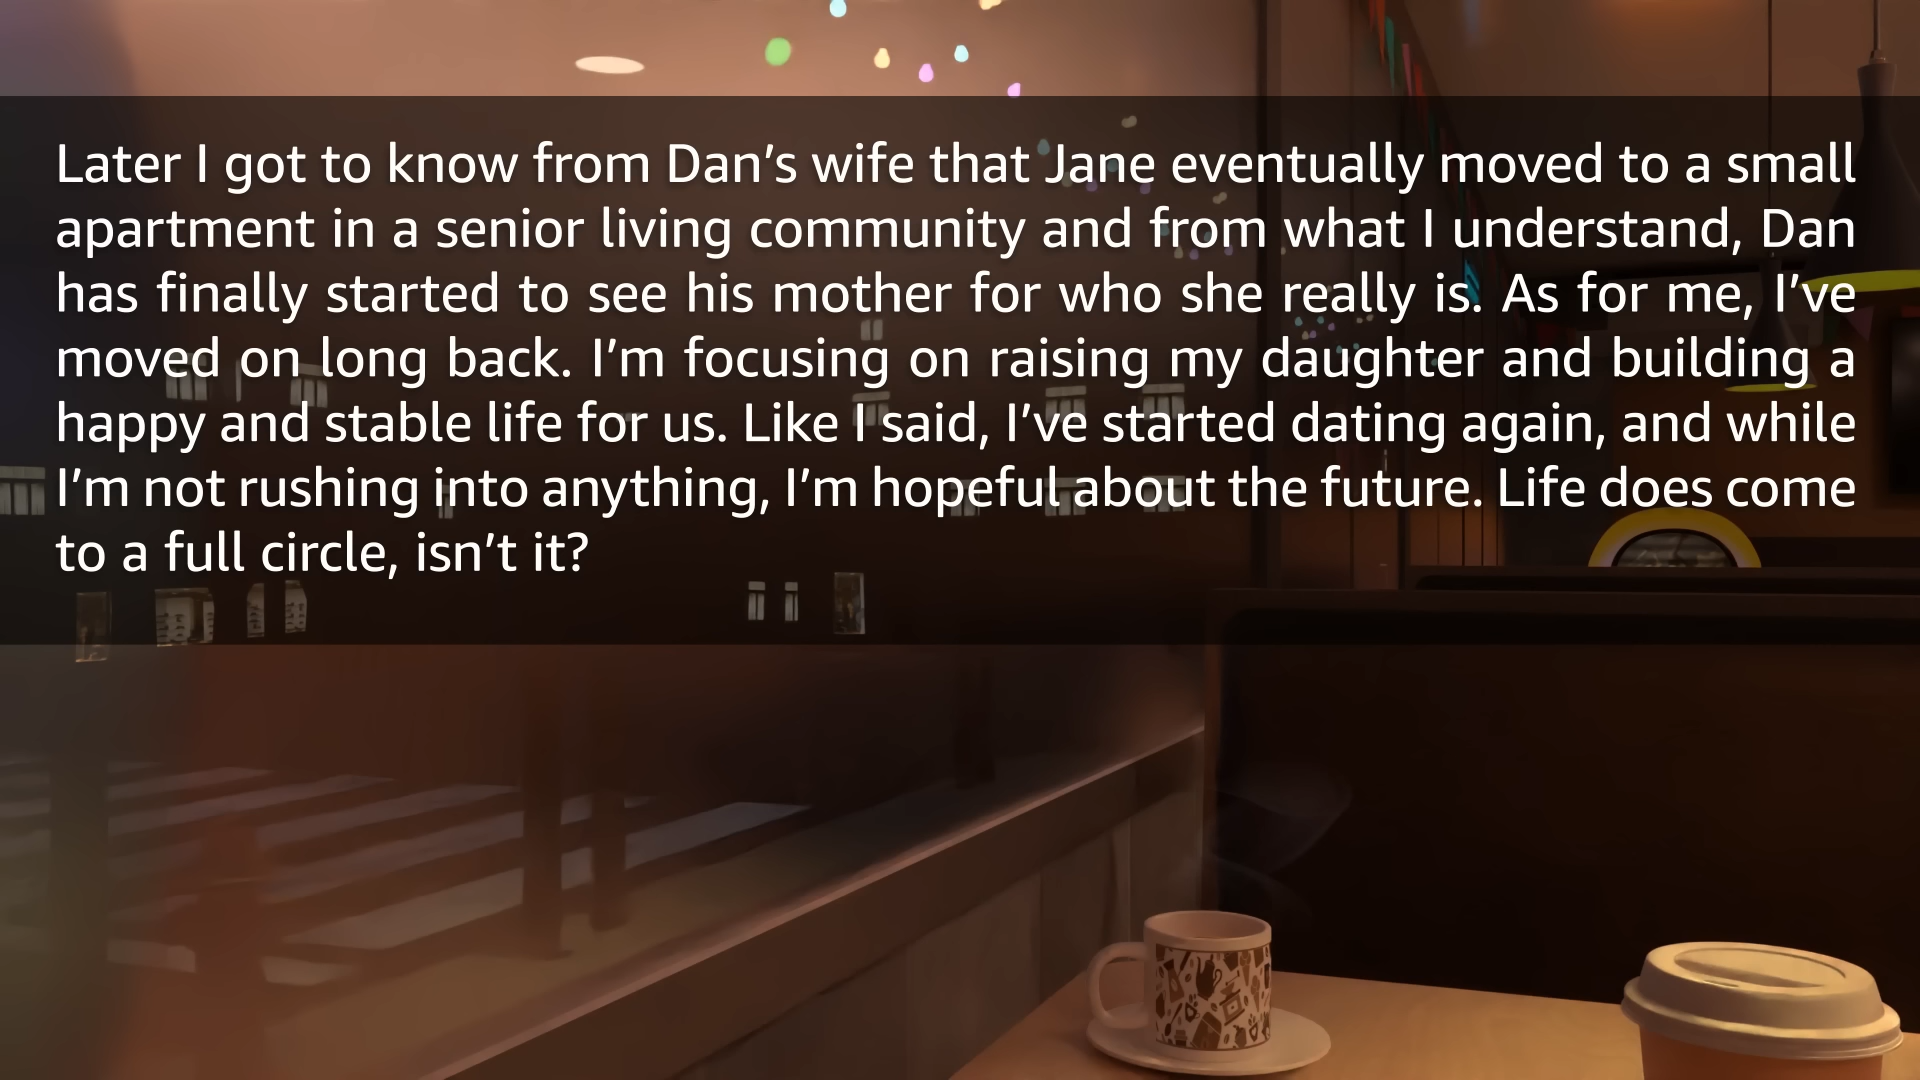 Later I got to know from Dan’s wife that Jane eventually moved to a small
apartment in a senior living community and from what I understand, Dan
has finally started to see his mother for who she really is. As for me, I’ve
moved on long back. I’m focusing on raising my daughter and building a
happy and stable life for us. Like I said, I’ve started dating again, and while
I’m not rushing into anything, I’m hopeful about the future. Life does come
to a full circle, isn’t it?